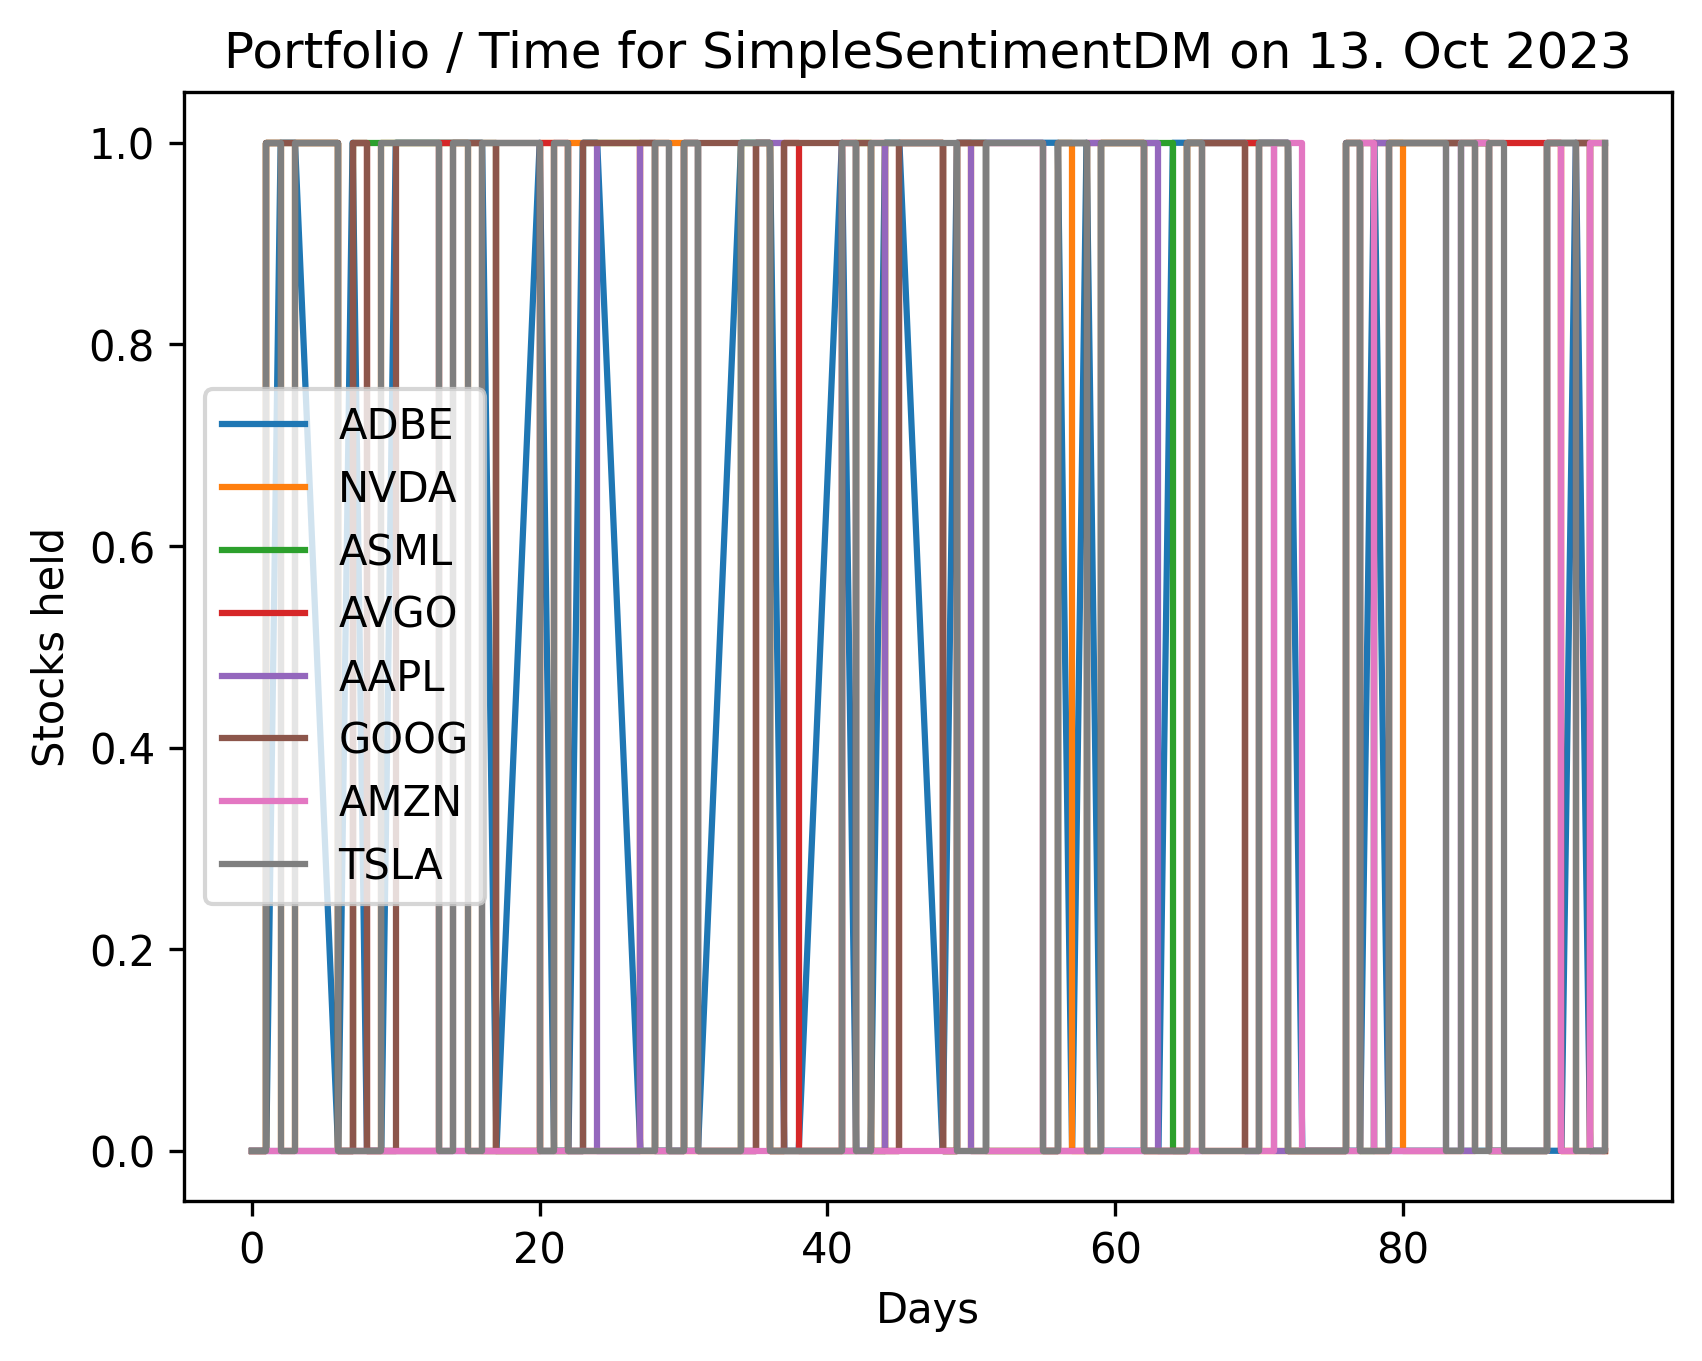 Portfolio / Time for SimpleSentimentDM on 13. Oct 2023
1.0
0.8
0.6
0.4
0.2
0.0
Stocks held
ADBE
NVDA
ASML
AVGO
AAPL
GOOG
AMZN
TSLA
0 20 40 60 80
Days